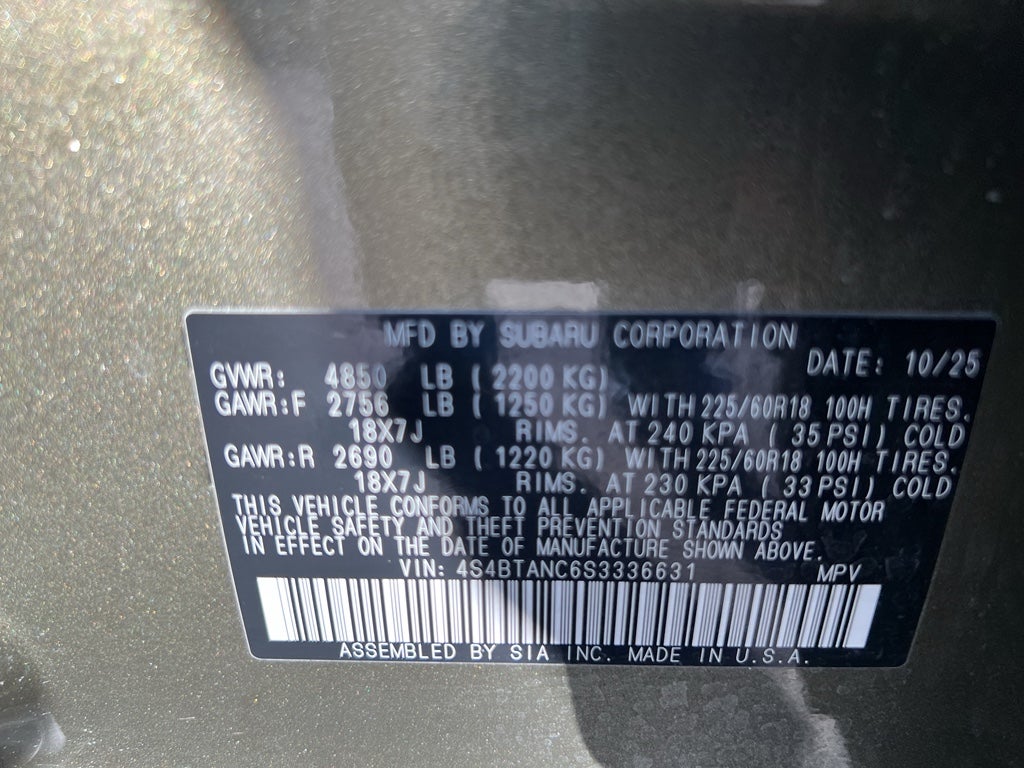 MFD BY SUBARU CORPORATION
DATE: 10/25
GVWR: 4850 LB ( 2200 KG)
GAWR:F 2756 LB ( 1250 KG) WITH 225/60R18 100H TIRES.
18X7J RIMS. AT 240 KPA ( 35 PSI) COLD
GAWR:R 2690 LB ( 1220 KG) WITH 225/60R18 100H TIRES.
18X7J RIMS. AT 230 KPA ( 33 PSI) COLD
THIS VEHICLE CONFORMS TO ALL APPLICABLE FEDERAL MOTOR
VEHICLE SAFETY AND THEFT PREVENTION STANDARDS
IN EFFECT ON THE DATE OF MANUFACTURE SHOWN ABOVE.
VIN: 4S4BTANC6S3336631 MPV
ASSEMBLED BY SIA INC. MADE IN U.S.A.